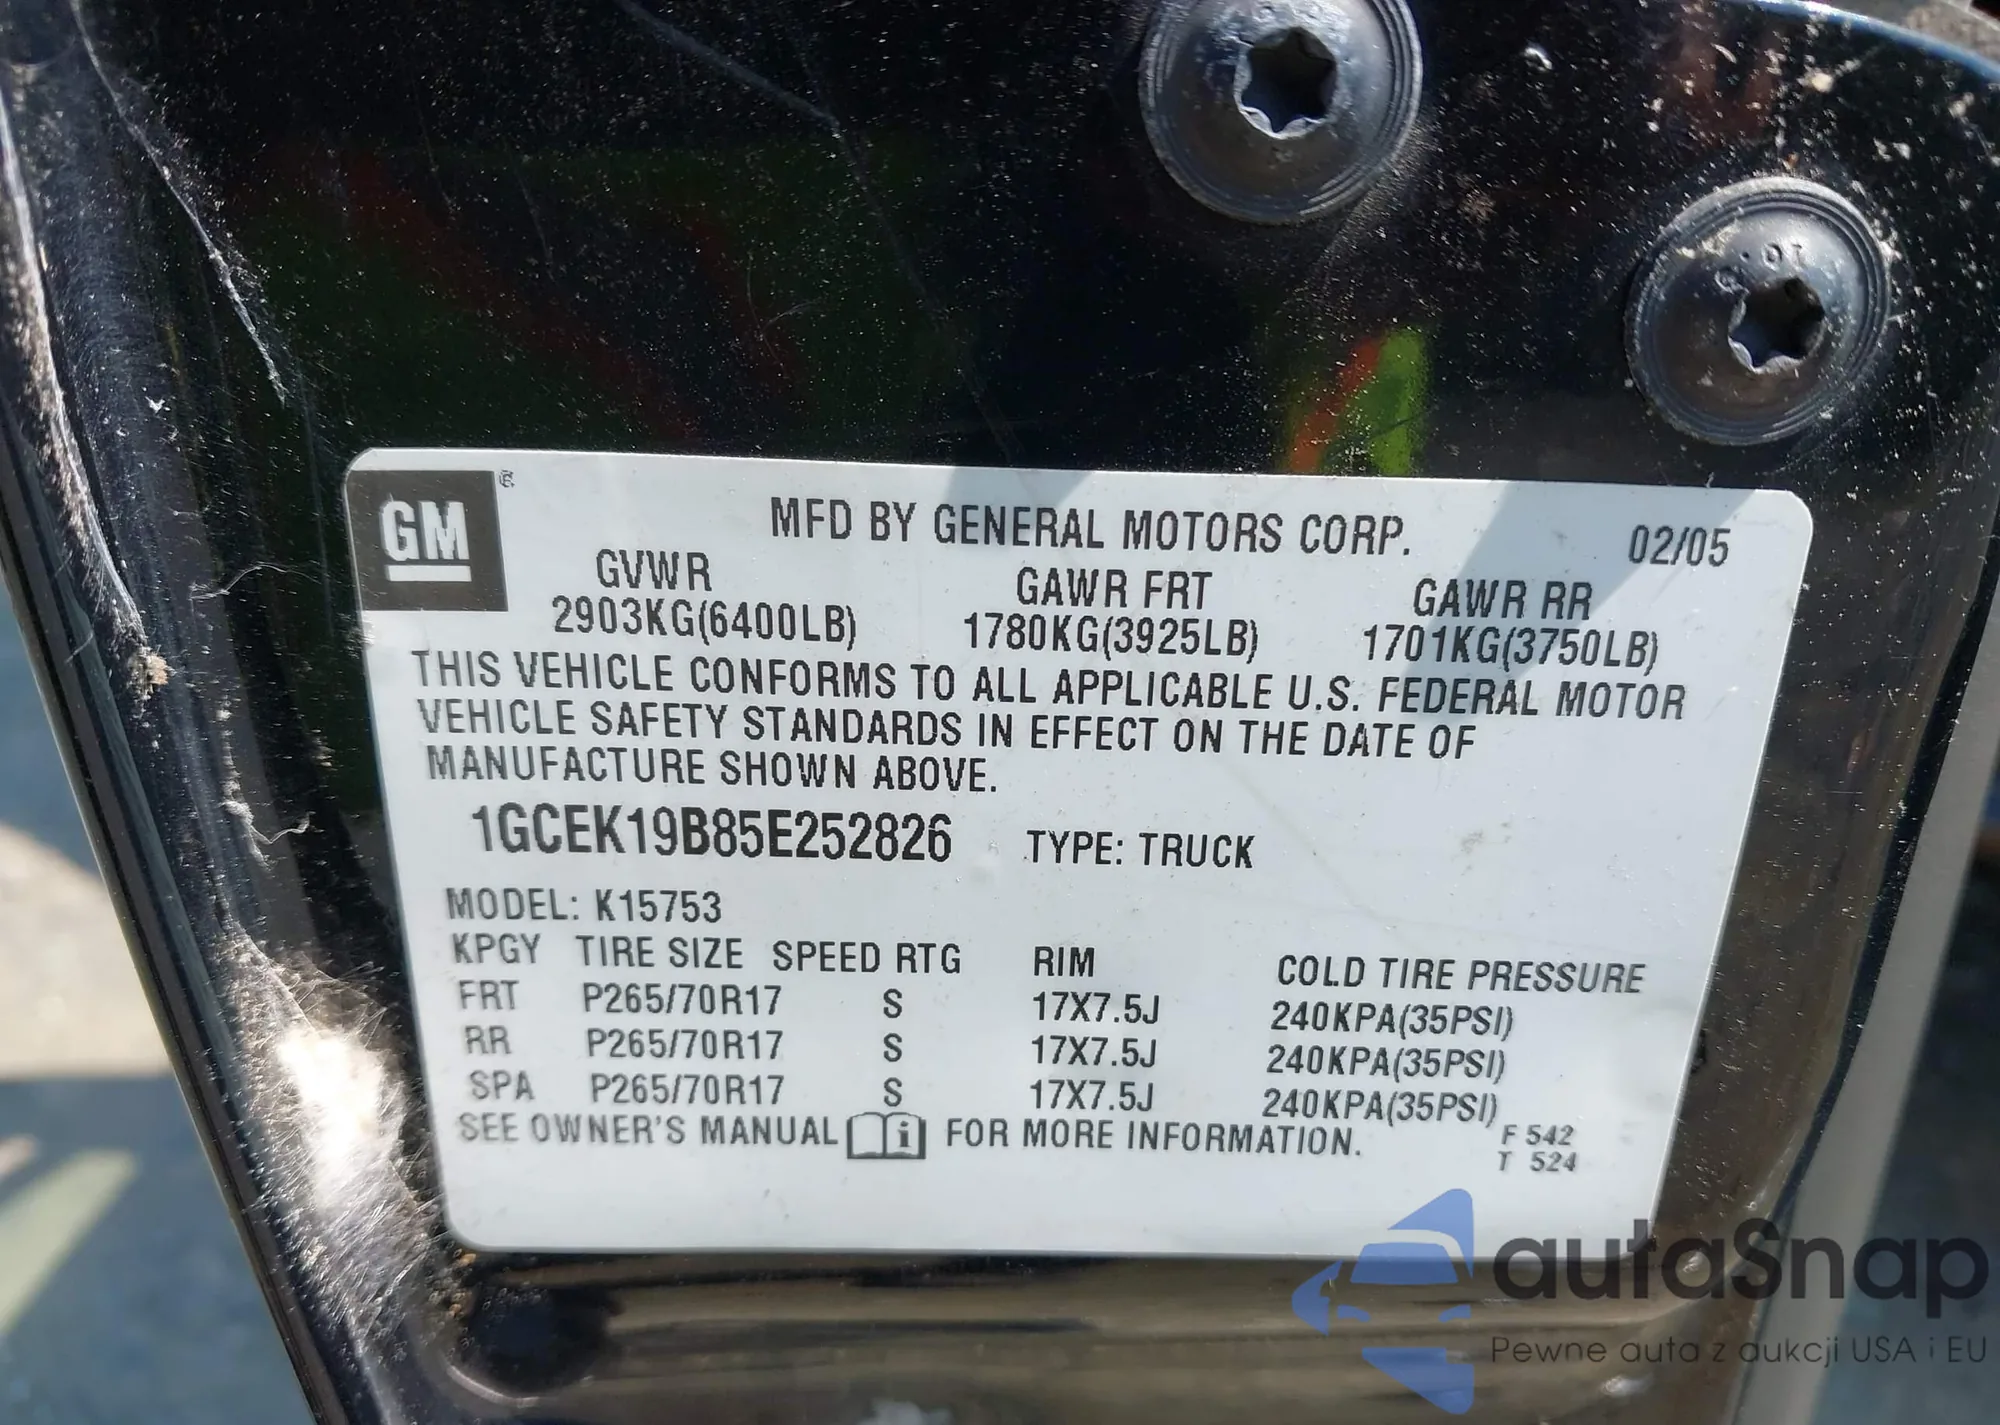 GM
MFD BY GENERAL MOTORS CORP. 02/05
GVWR GAWR FRT GAWR RR
2903KG(6400LB) 1780KG(3925LB) 1701KG(3750LB)
THIS VEHICLE CONFORMS TO ALL APPLICABLE U.S. FEDERAL MOTOR
VEHICLE SAFETY STANDARDS IN EFFECT ON THE DATE OF
MANUFACTURE SHOWN ABOVE.
1GCEK19B85E252826 TYPE: TRUCK
MODEL: K15753
KPGY TIRE SIZE SPEED RTG RIM COLD TIRE PRESSURE
FRT P265/70R17 S 17X7.5J 240KPA(35PSI)
RR P265/70R17 S 17X7.5J 240KPA(35PSI)
SPA P265/70R17 S 17X7.5J 240KPA(35PSI)
SEE OWNER'S MANUAL i FOR MORE INFORMATION.
F 542
T 524
autaSnap
Pewne auta z aukcji USA i EU